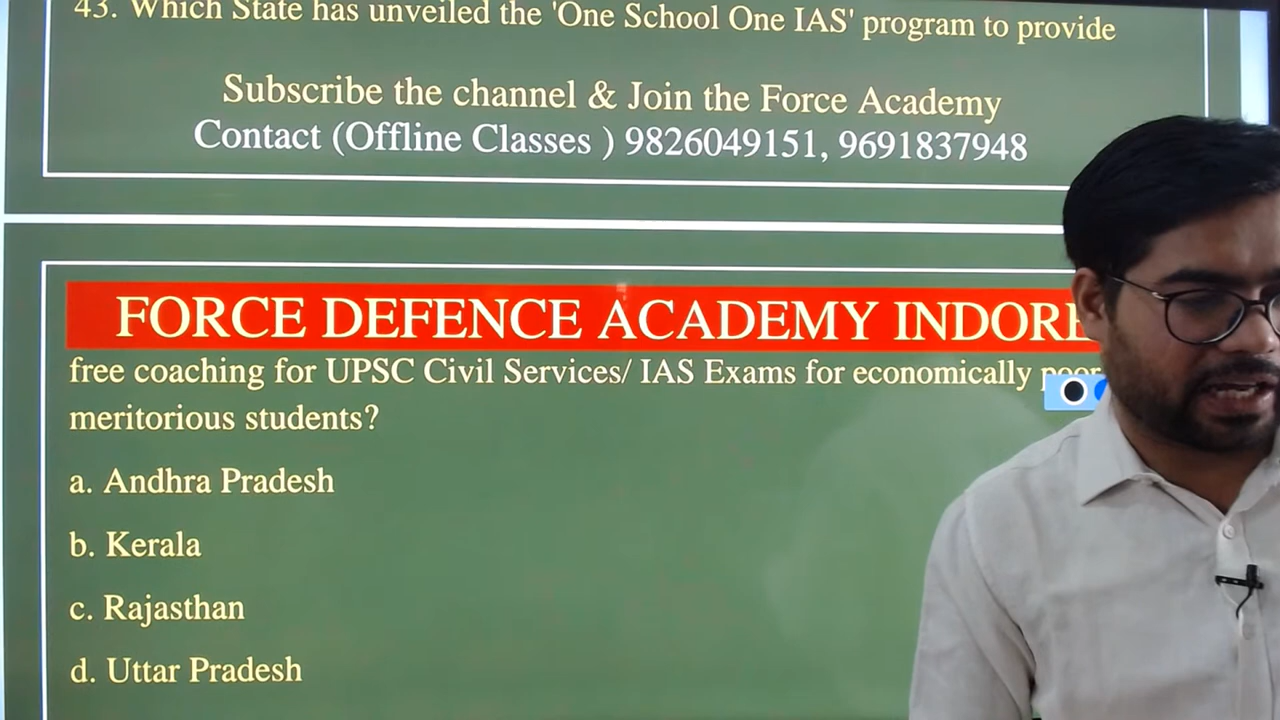 43. Which State has unveiled the 'One School One IAS' program to provide
Subscribe the channel & Join the Force Academy
Contact (Offline Classes ) 9826049151, 9691837948
FORCE DEFENCE ACADEMY INDORE
free coaching for UPSC Civil Services/ IAS Exams for economically poor
meritorious students?
a. Andhra Pradesh
b. Kerala
c. Rajasthan
d. Uttar Pradesh